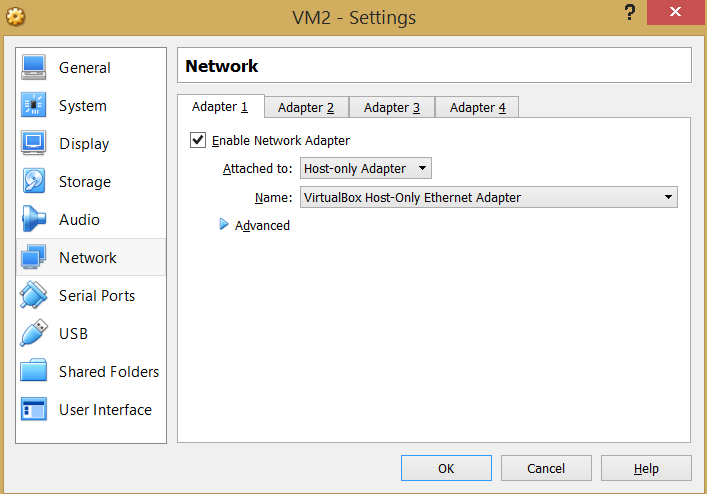 VM2 - Settings
?
×
General
System
Display
Storage
Audio
Network
Serial Ports
USB
Shared Folders
User Interface
Network
Adapter 1
Adapter 2
Adapter 3
Adapter 4
Enable Network Adapter
Attached to: Host-only Adapter
Name: VirtualBox Host-Only Ethernet Adapter
Advanced
OK
Cancel
Help